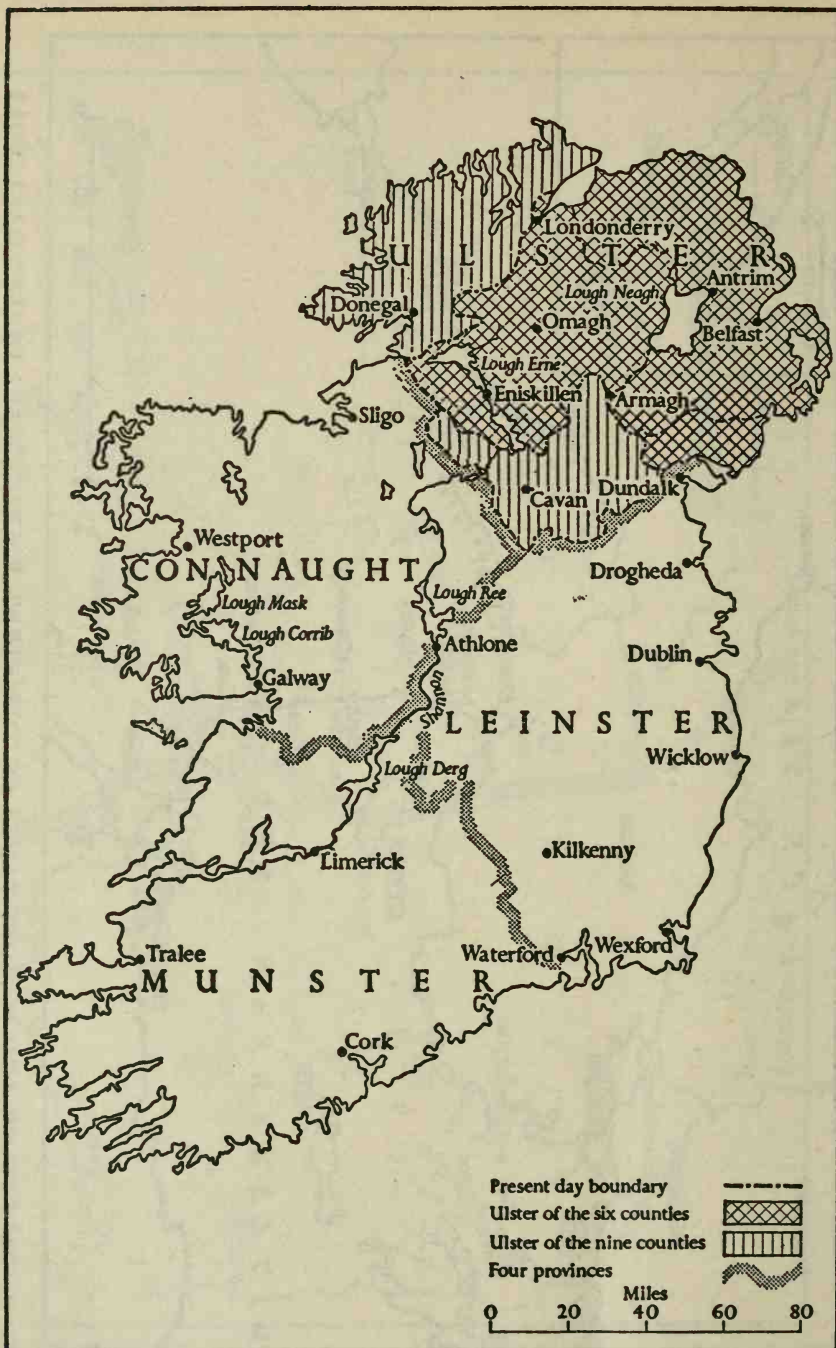 Londonderry
ULSTER
Antrim
Lough Neagh
Donegal
Omagh
Belfast
Lough Erne
Eniskillen
Armagh
Sligo
Cavan
Dundalk
Westport
CONNAUGHT
Drogheda
Lough Mask
Lough Ree
Lough Corrib
Athlone
Dublin
Galway
Shannon
LEINSTER
Wicklow
Lough Derg
Limerick
Kilkenny
Tralee
Waterford
Wexford
MUNSTER
Cork
Present day boundary
Ulster of the six counties
Ulster of the nine counties
Four provinces
Miles
0 20 40 60 80